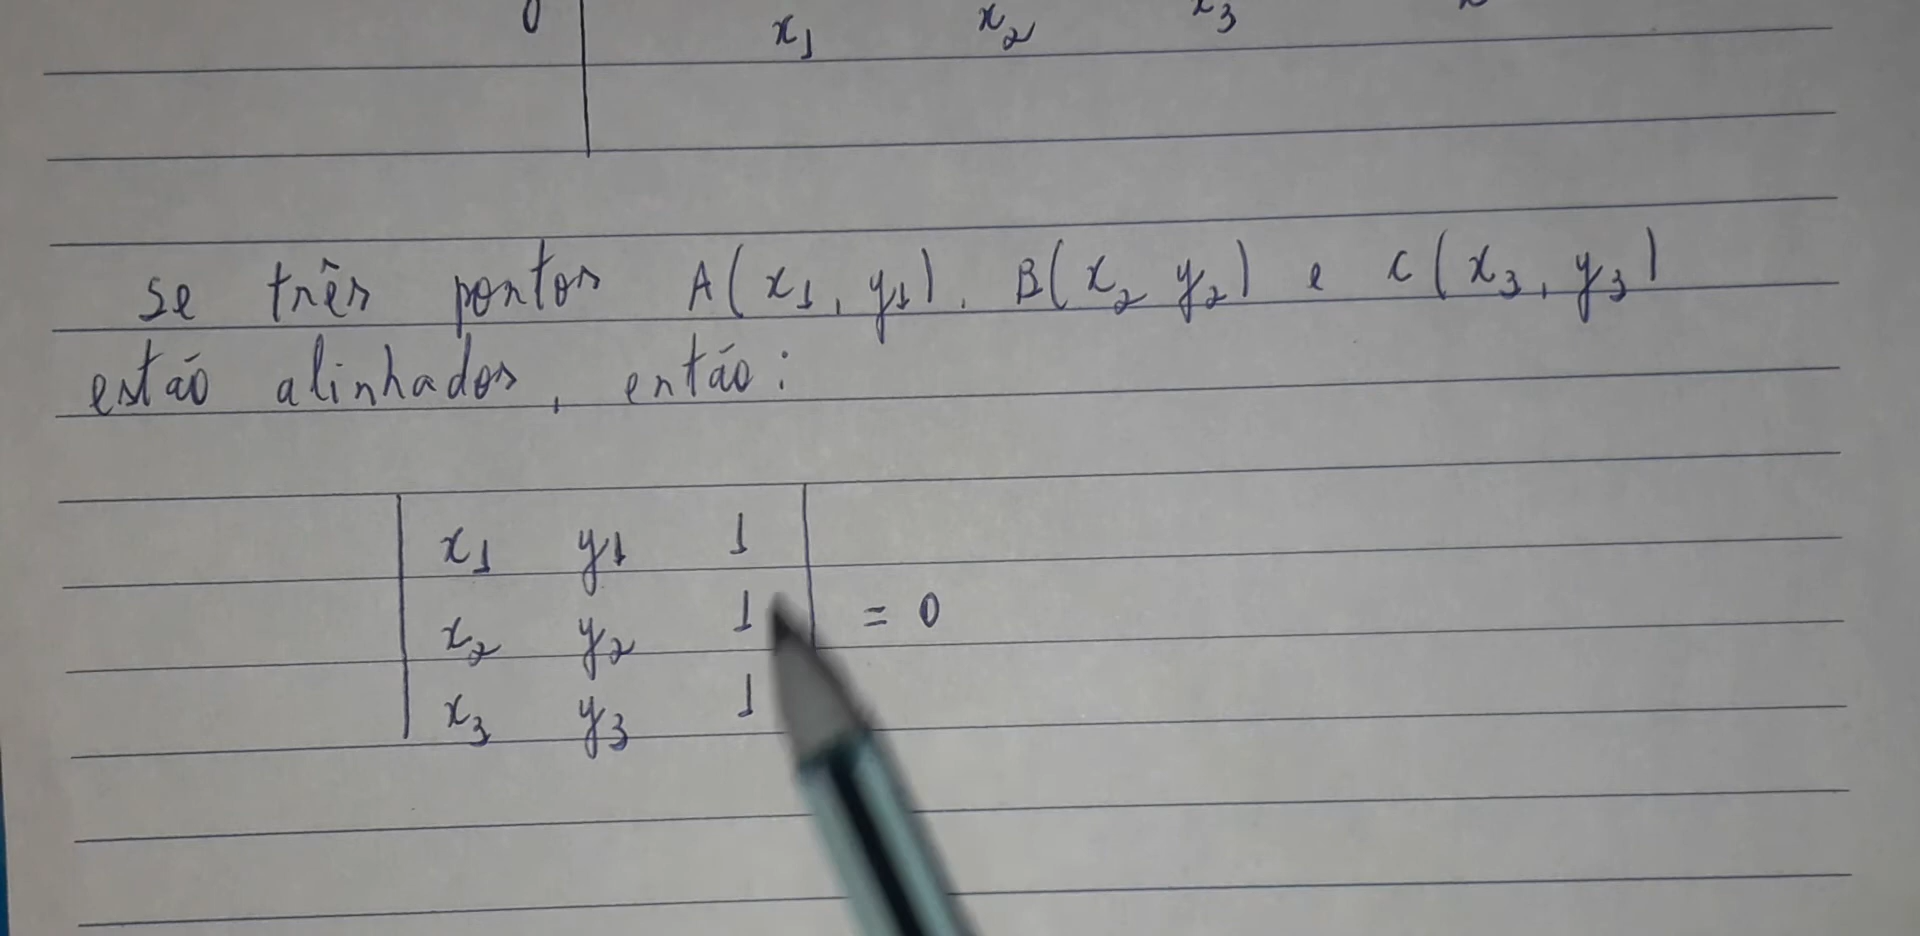 0 x₁ x₂ x₃
se três pontos A(x₁, y₁), B(x₂ y₂) e C(x₃, y₃)
estão alinhados, então:
x₁ y₁ 1
x₂ y₂ 1 = 0
x₃ y₃ 1